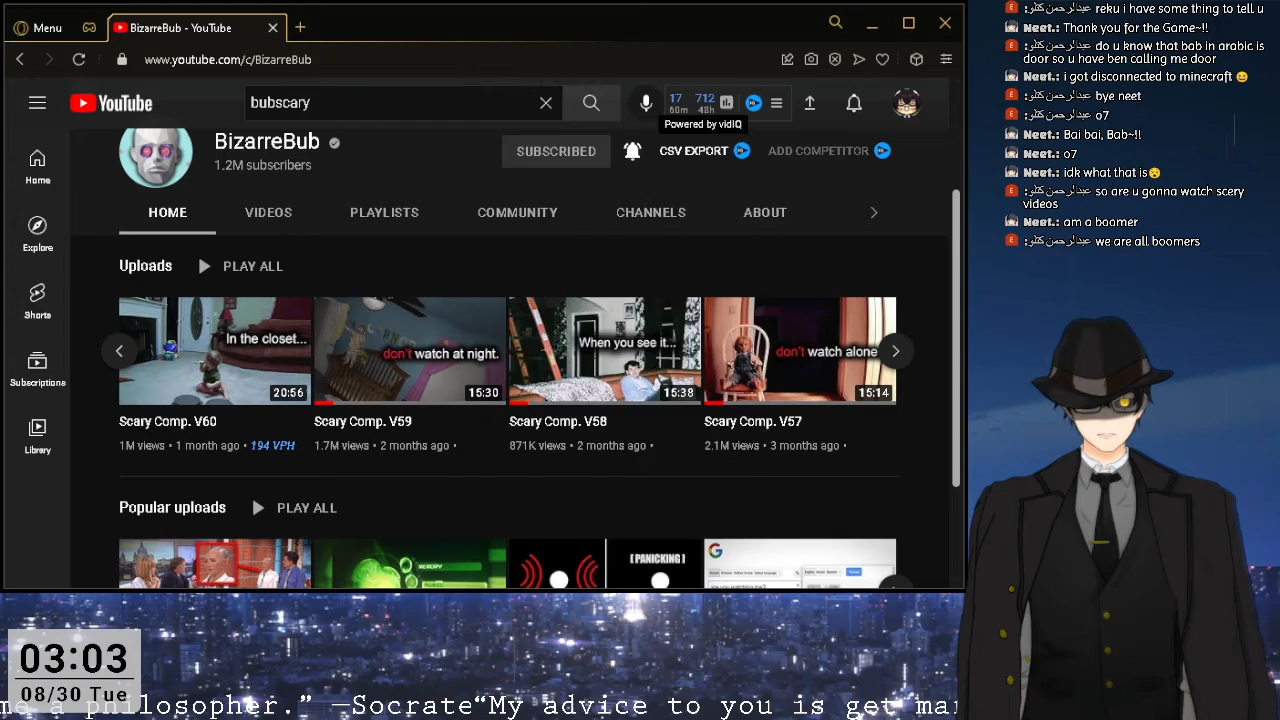 Menu
BizarreBub - YouTube
www.youtube.com/c/BizarreBub
YouTube
bubscary
17
60m
712
48h
Powered by vidIQ
BizarreBub
1.2M subscribers
SUBSCRIBED
CSV EXPORT
ADD COMPETITOR
Home
Explore
Shorts
Subscriptions
Library
HOME
VIDEOS
PLAYLISTS
COMMUNITY
CHANNELS
ABOUT
Uploads
PLAY ALL
In the closet...
20:56
don't watch at night.
15:30
When you see it...
15:38
don't watch alone
15:14
Scary Comp. V60
1M views • 1 month ago • 194 VPH
Scary Comp. V59
1.7M views • 2 months ago •
Scary Comp. V58
871K views • 2 months ago •
Scary Comp. V57
2.1M views • 3 months ago •
Popular uploads
PLAY ALL
[PANICKING]
G
عبدالرحمن كتلو: reku i have some thing to tell u
Neet.: Thank you for the Game~!!
عبدالرحمن كتلو: do u know that bab in arabic is
door so u have ben calling me door
Neet.: i got disconnected to minecraft 😆
عبدالرحمن كتلو: bye neet
عبدالرحمن كتلو: o7
Neet.: Bai bai, Bab~!!
Neet.: o7
Neet.: idk what that is😯
عبدالرحمن كتلو: so are u gonna watch scery
videos
Neet.: am a boomer
عبدالرحمن كتلو: we are all boomers
03:03
08/30 Tue
me a philosopher.” —Socrate“My advice to you is get mar